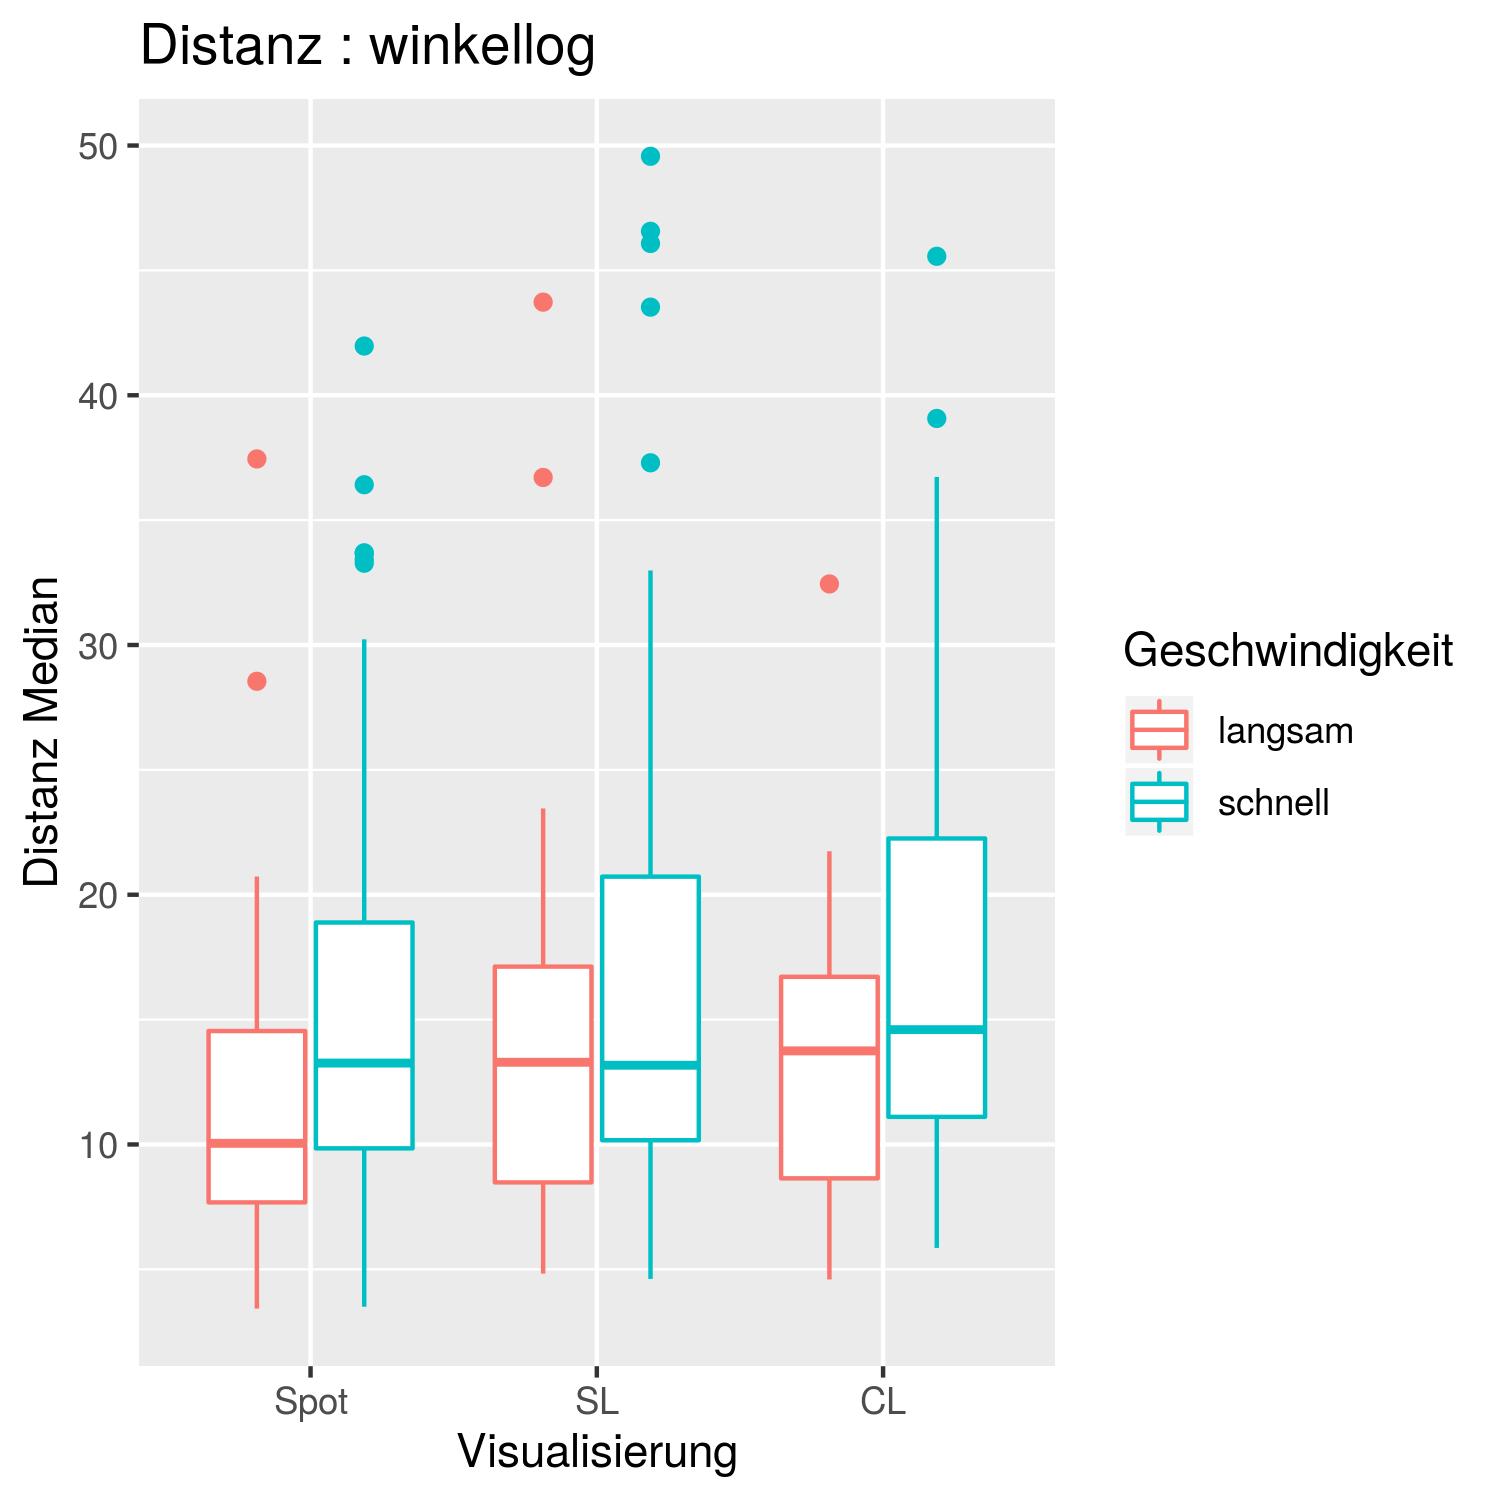 Distanz : winkellog
50
40
30
20
10
Distanz Median
Spot SL CL
Visualisierung
Geschwindigkeit
langsam
schnell